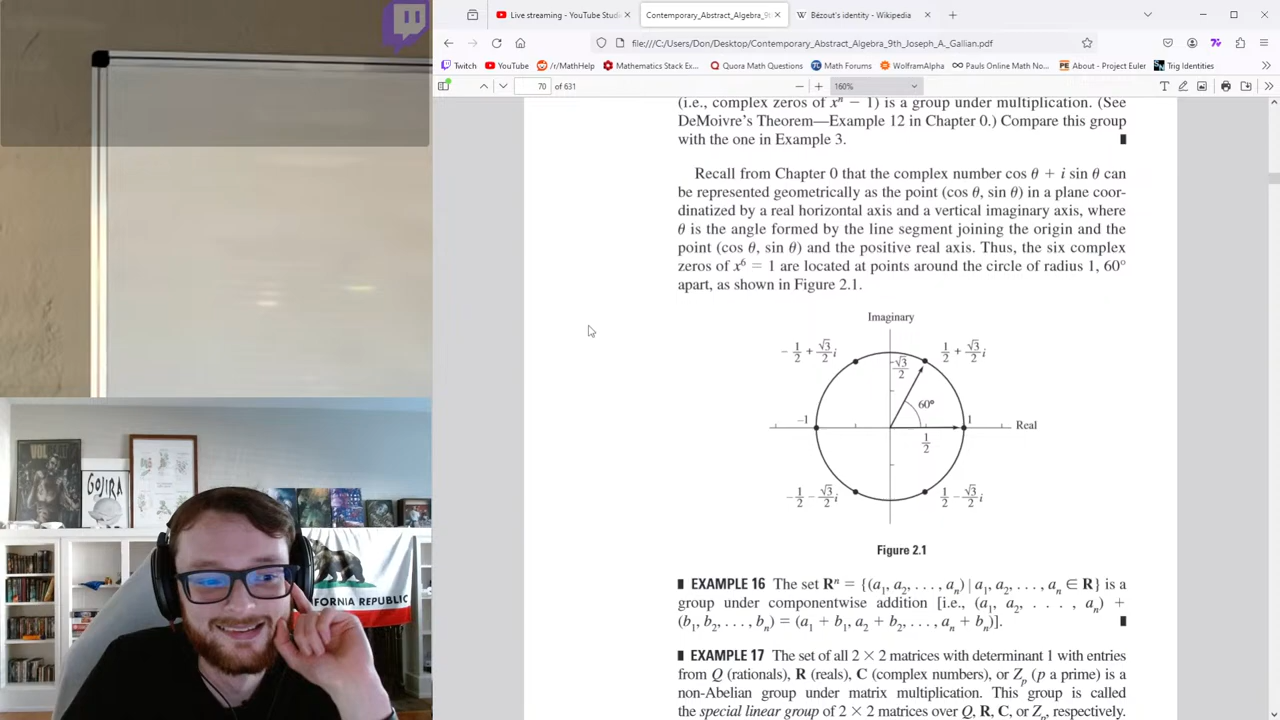 Live streaming - YouTube Studi
Contemporary_Abstract_Algebra_9t
Bézout's identity - Wikipedia
file:///C:/Users/Don/Desktop/Contemporary_Abstract_Algebra_9th_Joseph_A._Gallian.pdf
Twitch
YouTube
/r/MathHelp
Mathematics Stack Ex...
Quora Math Questions
Math Forums
WolframAlpha
Pauls Online Math No...
About - Project Euler
Trig Identities
70 of 631
160%
(i.e., complex zeros of xⁿ − 1) is a group under multiplication. (See
DeMoivre's Theorem—Example 12 in Chapter 0.) Compare this group
with the one in Example 3.
Recall from Chapter 0 that the complex number cos θ + i sin θ can
be represented geometrically as the point (cos θ, sin θ) in a plane coor-
dinatized by a real horizontal axis and a vertical imaginary axis, where
θ is the angle formed by the line segment joining the origin and the
point (cos θ, sin θ) and the positive real axis. Thus, the six complex
zeros of x⁶ = 1 are located at points around the circle of radius 1, 60°
apart, as shown in Figure 2.1.
Imaginary
−1/2 + √3/2 i
√3/2
1/2 + √3/2 i
60°
−1
1
Real
1/2
−1/2 − √3/2 i
1/2 − √3/2 i
Figure 2.1
EXAMPLE 16 The set Rⁿ = {(a₁, a₂, . . . , aₙ) | a₁, a₂, . . . , aₙ ∈ R} is a
group under componentwise addition [i.e., (a₁, a₂, . . . , aₙ) +
(b₁, b₂, . . . , bₙ) = (a₁ + b₁, a₂ + b₂, . . . , aₙ + bₙ)].
EXAMPLE 17 The set of all 2 × 2 matrices with determinant 1 with entries
from Q (rationals), R (reals), C (complex numbers), or Zₚ (p a prime) is a
non-Abelian group under matrix multiplication. This group is called
the special linear group of 2 × 2 matrices over Q, R, C, or Zₚ, respectively.
GOJIRA
FORNIA REPUBLIC